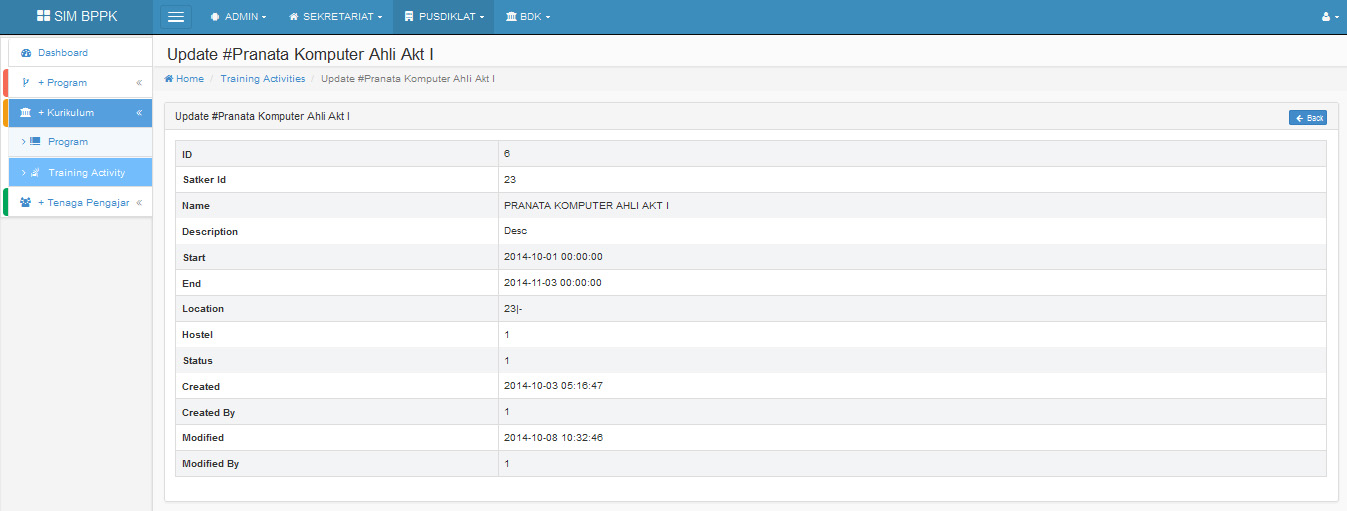 SIM BPPK
ADMIN SEKRETARIAT PUSDIKLAT BDK
Dashboard
+ Program «
+ Kurikulum «
> Program
> Training Activity
+ Tenaga Pengajar «
Update #Pranata Komputer Ahli Akt I
Home / Training Activities / Update #Pranata Komputer Ahli Akt I
Update #Pranata Komputer Ahli Akt I Back
ID 6
Satker Id 23
Name PRANATA KOMPUTER AHLI AKT I
Description Desc
Start 2014-10-01 00:00:00
End 2014-11-03 00:00:00
Location 23|-
Hostel 1
Status 1
Created 2014-10-03 05:16:47
Created By 1
Modified 2014-10-08 10:32:46
Modified By 1